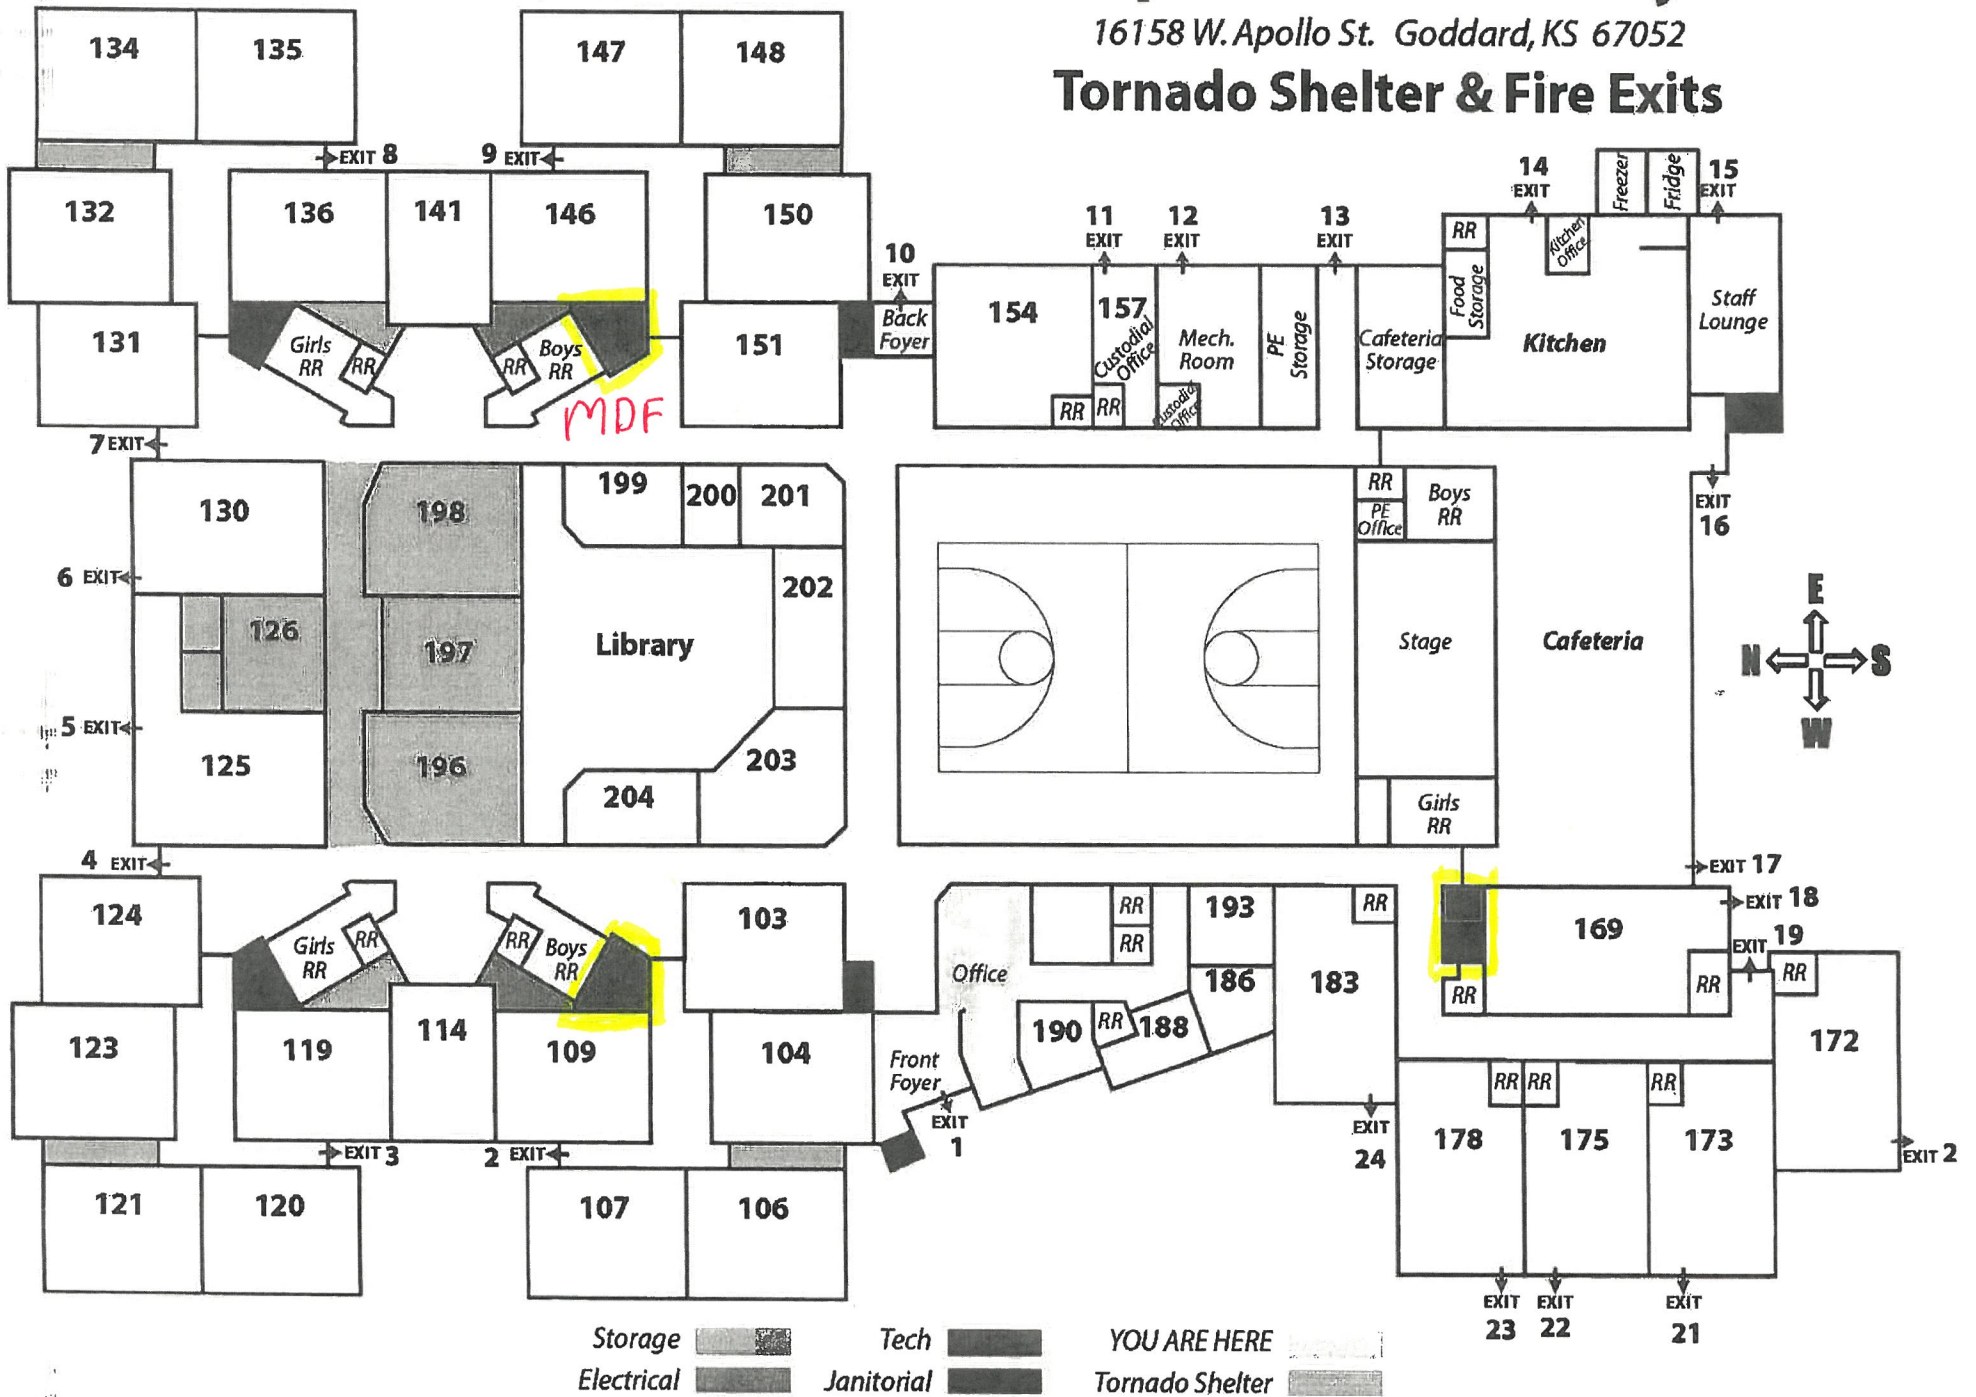 16158 W. Apollo St. Goddard, KS 67052
Tornado Shelter & Fire Exits
134 135 147 148
EXIT 8 9 EXIT
132 136 141 146 150
14 EXIT Freezer Fridge 15 EXIT
11 EXIT 12 EXIT 13 EXIT
10 EXIT
RR Kitchen Office
131 Girls RR RR RR Boys RR 151
Back Foyer 154 157 Custodial Office Mech. Room PE Storage Cafeteria Storage Food Storage Kitchen Staff Lounge
RR RR Custodial Office
MDF
7 EXIT
130 198 199 200 201
RR PE Office Boys RR
EXIT 16
6 EXIT
202
126 197 Library Stage Cafeteria
E
N S
W
5 EXIT
125 196 204 203
Girls RR
4 EXIT
EXIT 17
124 Girls RR RR RR Boys RR 103
Office RR RR 193 RR 169 EXIT 18
EXIT 19
RR RR RR
186 183
123 119 114 109 104
Front Foyer 190 RR 188 172
EXIT 1
RR RR RR
EXIT 3 2 EXIT
EXIT 24 178 175 173 EXIT 2
121 120 107 106
EXIT 23 EXIT 22 EXIT 21
Storage Tech YOU ARE HERE
Electrical Janitorial Tornado Shelter